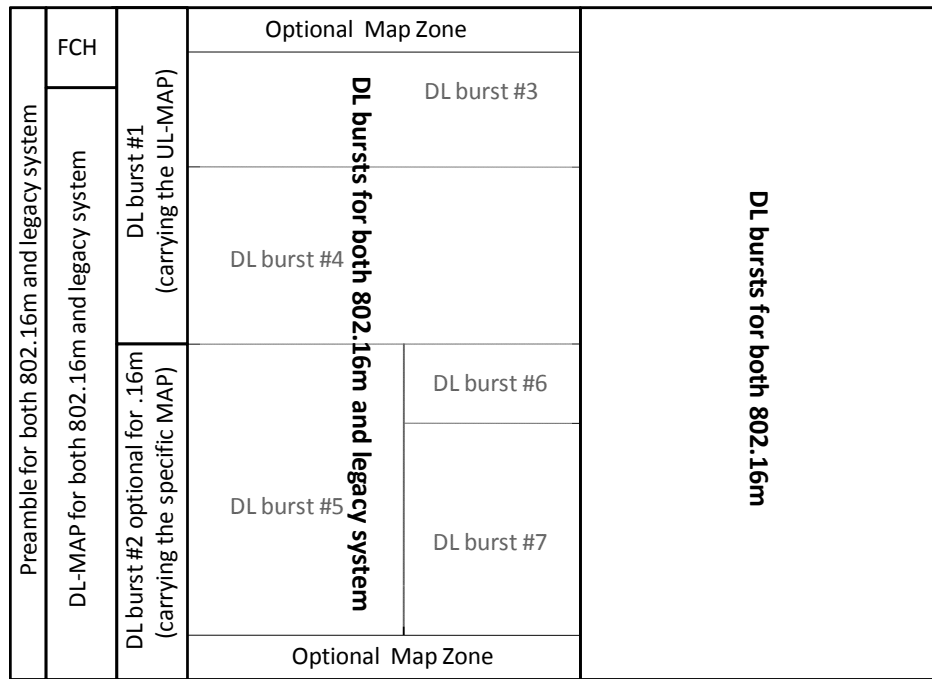 Preamble for both 802.16m and legacy system
FCH
DL-MAP for both 802.16m and legacy system
DL burst #1
(carrying the UL-MAP)
DL burst #2 optional for .16m
(carrying the specific MAP)
Optional Map Zone
DL burst #3
DL burst #4
DL bursts for both 802.16m and legacy system
DL burst #5
DL burst #6
DL burst #7
Optional Map Zone
DL bursts for both 802.16m